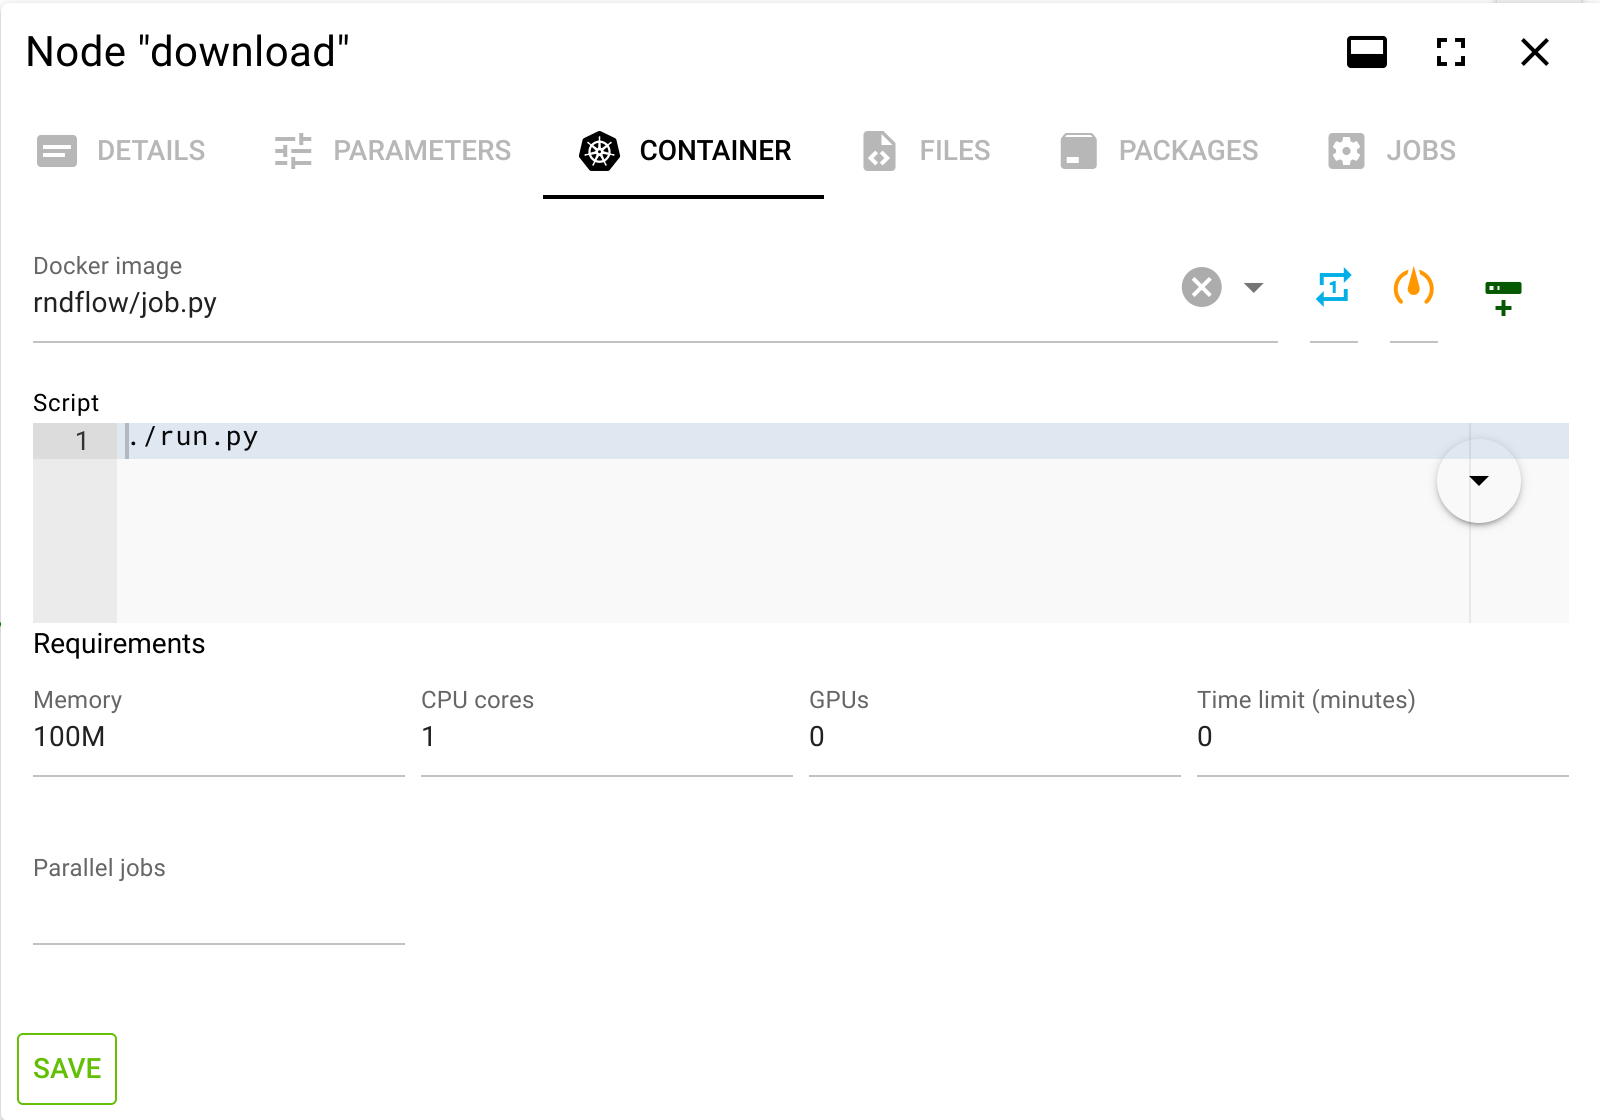 Node "download"
DETAILS PARAMETERS CONTAINER FILES PACKAGES JOBS
Docker image
rndflow/job.py
1
Script
1 ./run.py
Requirements
Memory CPU cores GPUs Time limit (minutes)
100M 1 0 0
Parallel jobs
SAVE